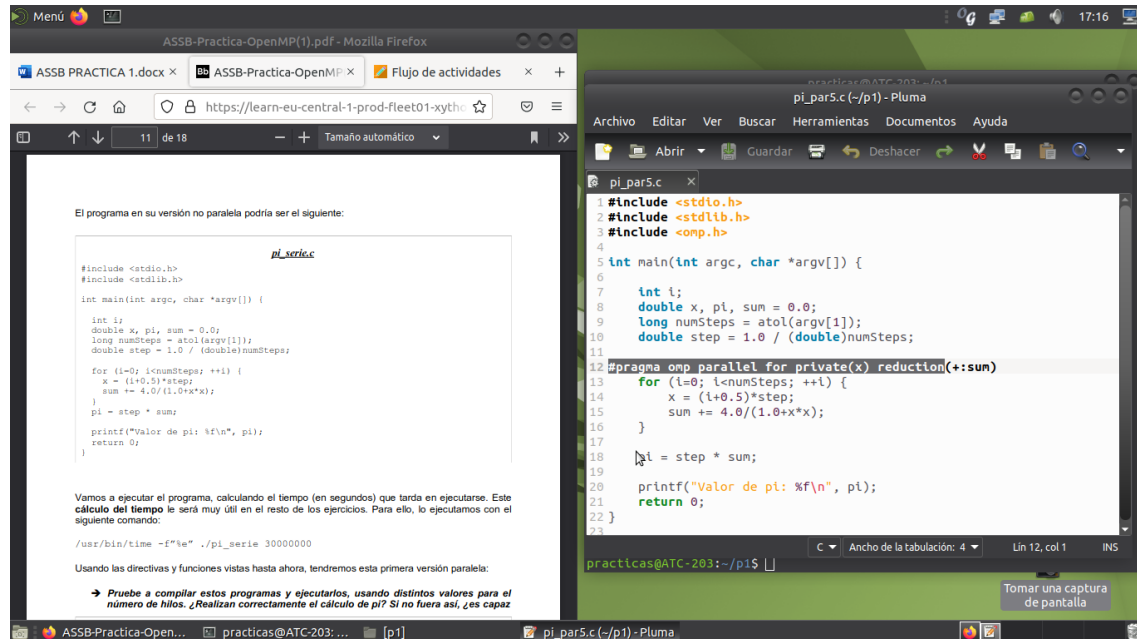 Menú
17:16
ASSB-Practica-OpenMP(1).pdf - Mozilla Firefox
ASSB PRACTICA 1.docx ×
Bb ASSB-Practica-OpenMP ×
Flujo de actividades ×
https://learn-eu-central-1-prod-fleet01-xytho
11 de 18
Tamaño automático
El programa en su versión no paralela podría ser el siguiente:
pi_serie.c
#include <stdio.h>
#include <stdlib.h>
int main(int argc, char *argv[]) {
int i;
double x, pi, sum = 0.0;
long numSteps = atol(argv[1]);
double step = 1.0 / (double)numSteps;
for (i=0; i<numSteps; ++i) {
x = (i+0.5)*step;
sum += 4.0/(1.0+x*x);
}
pi = step * sum;
printf("Valor de pi: %f\n", pi);
return 0;
}
Vamos a ejecutar el programa, calculando el tiempo (en segundos) que tarda en ejecutarse. Este
cálculo del tiempo le será muy útil en el resto de los ejercicios. Para ello, lo ejecutamos con el
siguiente comando:
/usr/bin/time -f"%e" ./pi_serie 30000000
Usando las directivas y funciones vistas hasta ahora, tendremos esta primera versión paralela:
➔ Pruebe a compilar estos programas y ejecutarlos, usando distintos valores para el
número de hilos. ¿Realizan correctamente el cálculo de pi? Si no fuera así, ¿es capaz
practicas@ATC-203: ~/p1
pi_par5.c (~/p1) - Pluma
Archivo Editar Ver Buscar Herramientas Documentos Ayuda
Abrir Guardar Deshacer
pi_par5.c ×
1 #include <stdio.h>
2 #include <stdlib.h>
3 #include <omp.h>
4
5 int main(int argc, char *argv[]) {
6
7 int i;
8 double x, pi, sum = 0.0;
9 long numSteps = atol(argv[1]);
10 double step = 1.0 / (double)numSteps;
11
12 #pragma omp parallel for private(x) reduction(+:sum)
13 for (i=0; i<numSteps; ++i) {
14 x = (i+0.5)*step;
15 sum += 4.0/(1.0+x*x);
16 }
17
18 pi = step * sum;
19
20 printf("Valor de pi: %f\n", pi);
21 return 0;
22 }
23
C Ancho de la tabulación: 4 Lin 12, col 1 INS
practicas@ATC-203:~/p1$
Tomar una captura
de pantalla
ASSB-Practica-Open...
practicas@ATC-203: ...
[p1]
pi_par5.c (~/p1) - Pluma